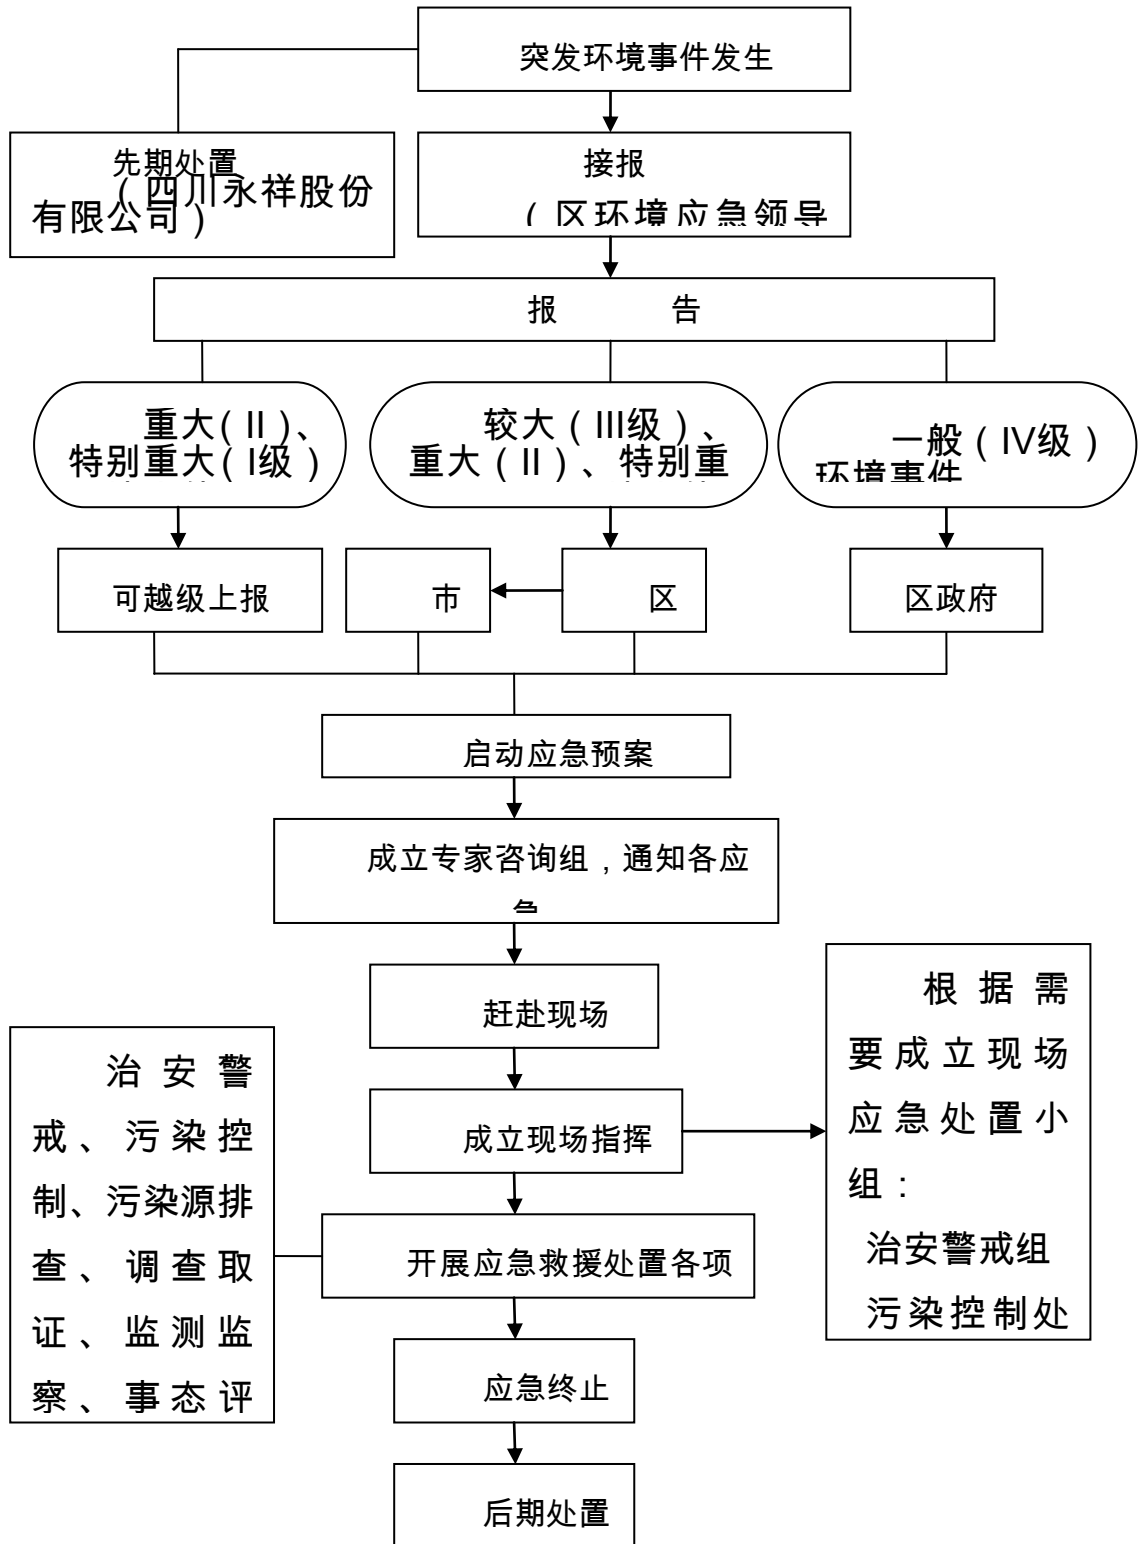 突发环境事件发生
先期处置
（四川永祥股份
有限公司）
接报
（区环境应急领导
报 告
重大（II）、
特别重大（I级）
较大（III级）、
重大（II）、特别重
一般（IV级）
环境事件
可越级上报
市
区
区政府
启动应急预案
成立专家咨询组，通知各应
急
赶赴现场
成立现场指挥
根据需
要成立现场
应急处置小
组：
治安警戒组
污染控制处
治安警
戒、污染控
制、污染源排
查、调查取
证、监测监
察、事态评
开展应急救援处置各项
应急终止
后期处置